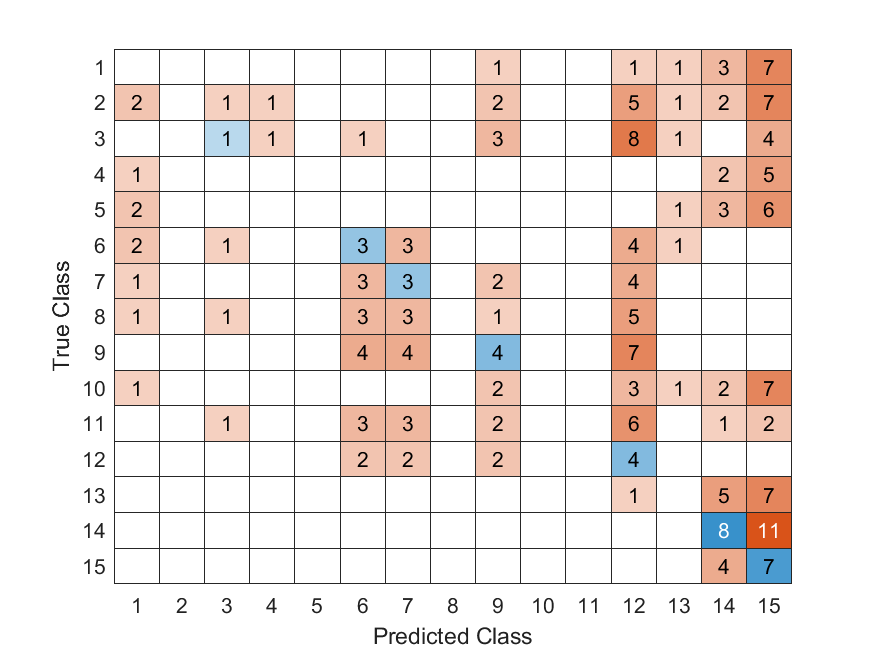 1 1 1 1 3 7
2 2 1 1 2 5 1 2 7
3 1 1 1 3 8 1 4
4 1 2 5
5 2 1 3 6
6 2 1 3 3 4 1
7 1 3 3 2 4
8 1 1 3 3 1 5
9 4 4 4 7
10 1 2 3 1 2 7
11 1 3 3 2 6 1 2
12 2 2 2 4
13 1 5 7
14 8 11
15 4 7
1 2 3 4 5 6 7 8 9 10 11 12 13 14 15
Predicted Class
True Class